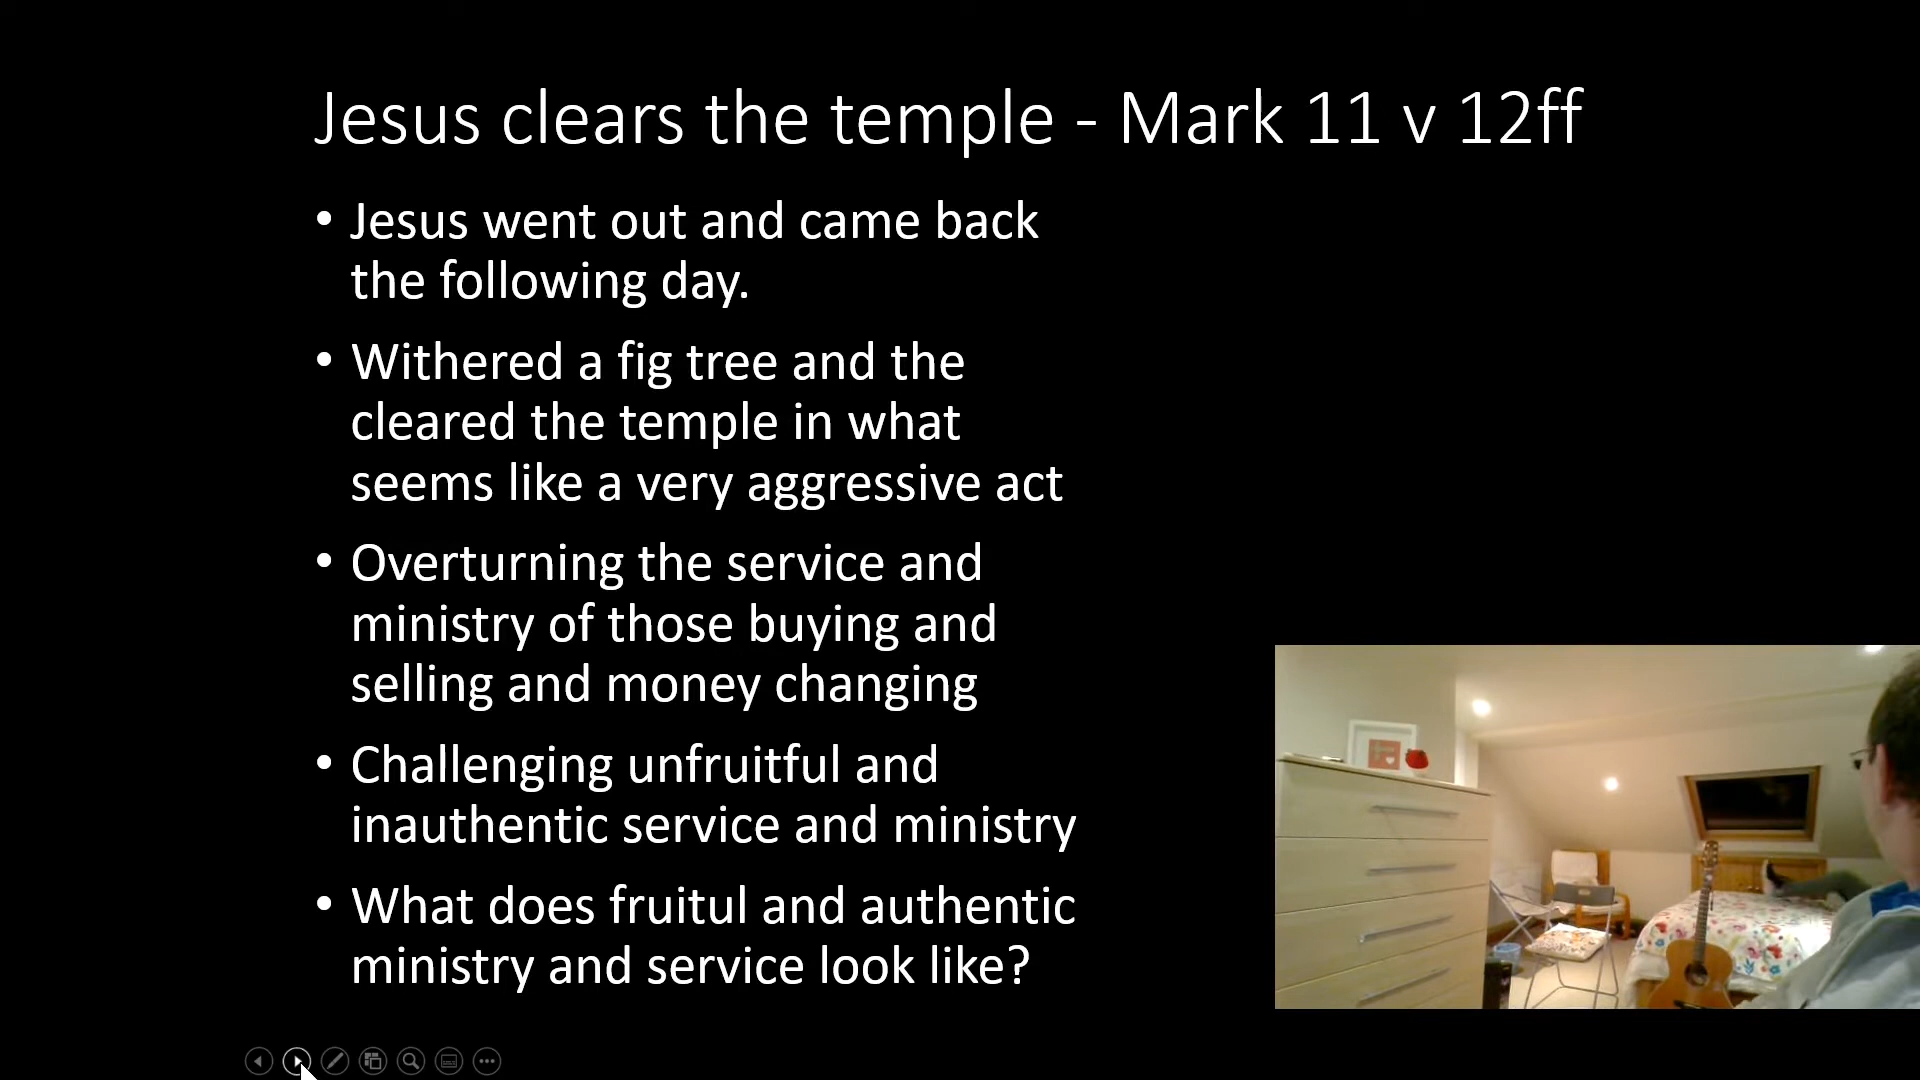 Jesus clears the temple - Mark 11 v 12ff
• Jesus went out and came back
the following day.
• Withered a fig tree and the
cleared the temple in what
seems like a very aggressive act
• Overturning the service and
ministry of those buying and
selling and money changing
• Challenging unfruitful and
inauthentic service and ministry
• What does fruitul and authentic
ministry and service look like?